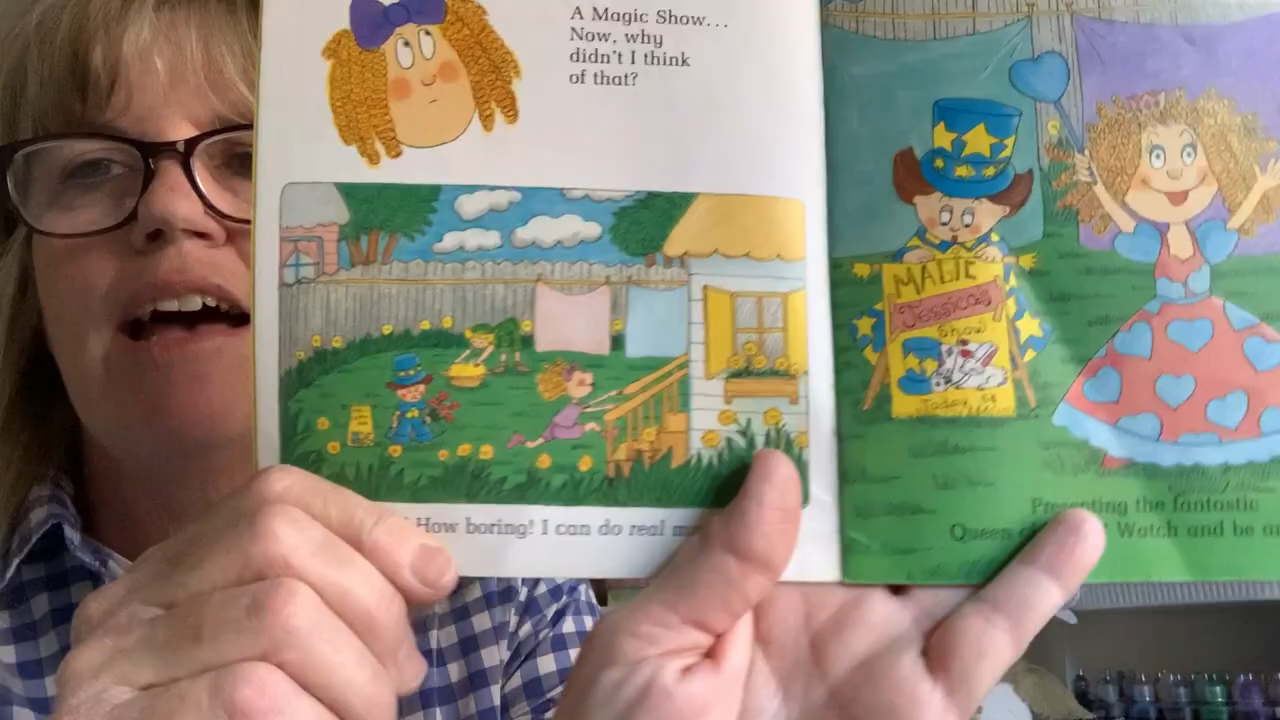 A Magic Show...
Now, why
didn't I think
of that?
How boring! I can do real
MAGIC
Jessica's
Show
Today
Presenting the fantastic
Queen Watch and be